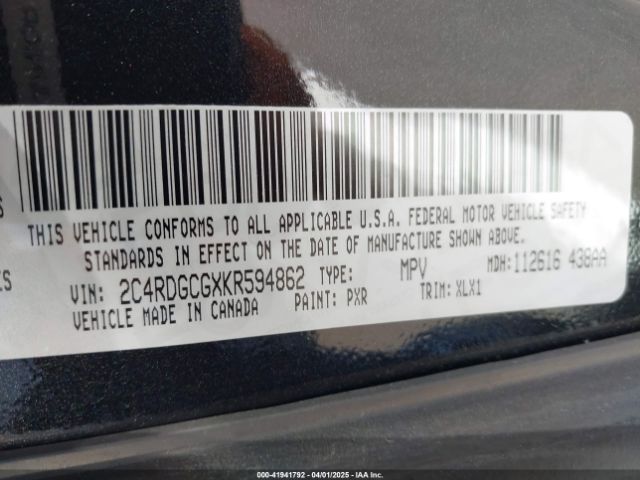 THIS VEHICLE CONFORMS TO ALL APPLICABLE U.S.A. FEDERAL MOTOR VEHICLE SAFETY
STANDARDS IN EFFECT ON THE DATE OF MANUFACTURE SHOWN ABOVE.
VIN: 2C4RDGCGXKR594862 TYPE: MPV MDH:112616 438AA
VEHICLE MADE IN CANADA PAINT: PXR TRIM: XLX1
000-41941792 - 04/01/2025 - IAA Inc.